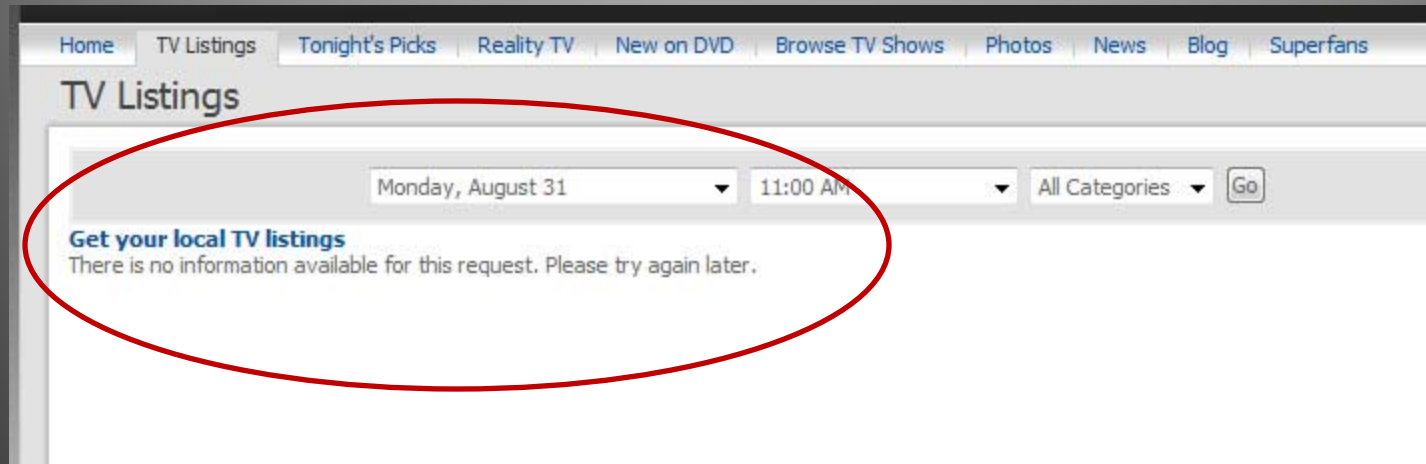 Home TV Listings Tonight's Picks Reality TV New on DVD Browse TV Shows Photos News Blog Superfans
TV Listings
Monday, August 31 11:00 AM All Categories Go
Get your local TV listings
There is no information available for this request. Please try again later.